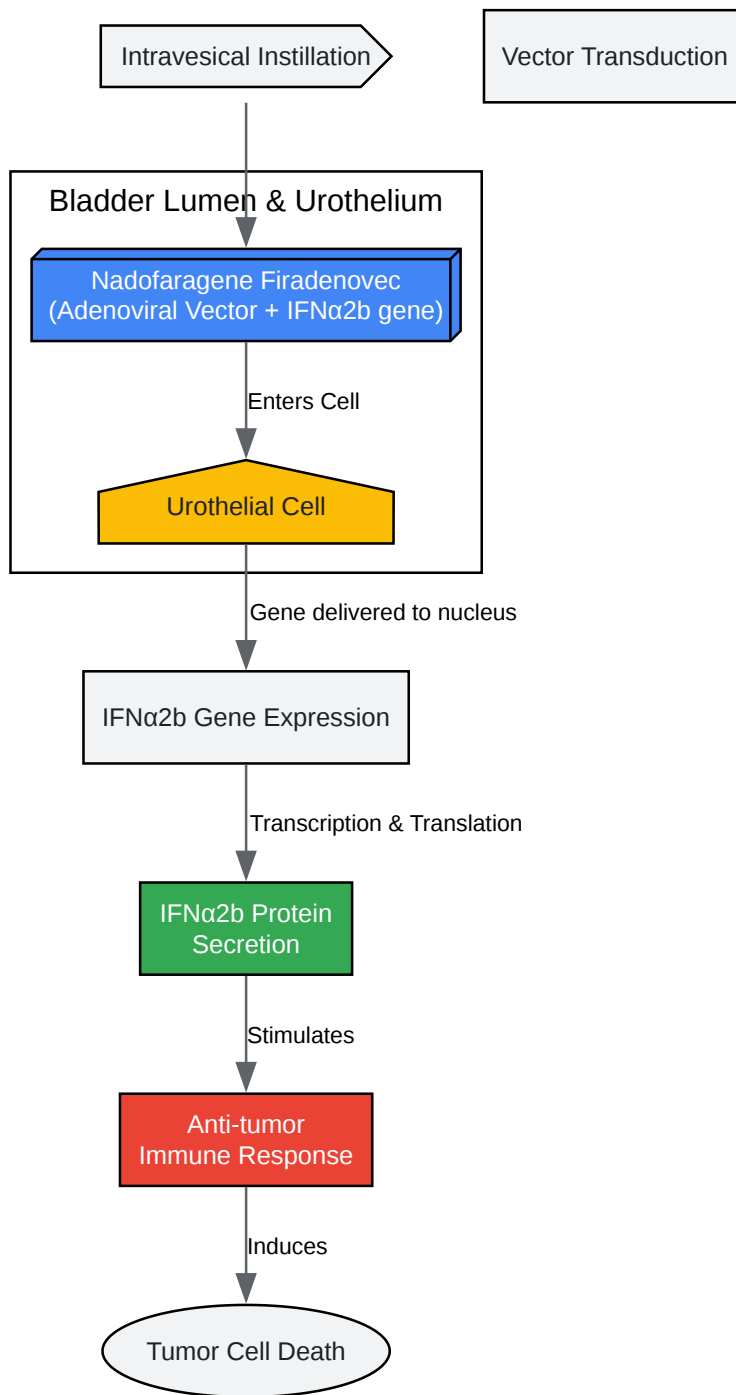 Intravesical Instillation
Vector Transduction
Bladder Lumen & Urothelium
Nadofaragene Firadenovec
(Adenoviral Vector + IFNα2b gene)
Enters Cell
Urothelial Cell
Gene delivered to nucleus
IFNα2b Gene Expression
Transcription & Translation
IFNα2b Protein
Secretion
Stimulates
Anti-tumor
Immune Response
Induces
Tumor Cell Death